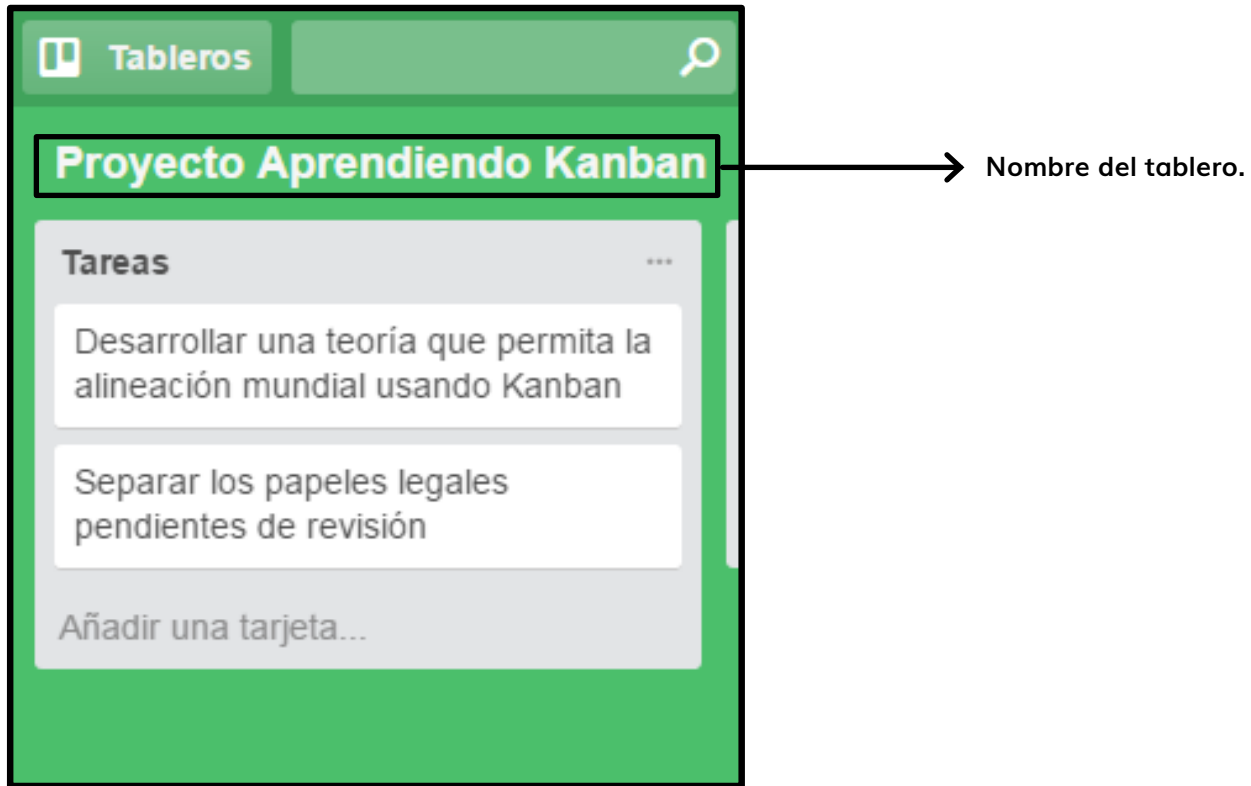 Tableros
Proyecto Aprendiendo Kanban
Nombre del tablero.
Tareas
...
Desarrollar una teoría que permita la
alineación mundial usando Kanban
Separar los papeles legales
pendientes de revisión
Añadir una tarjeta...